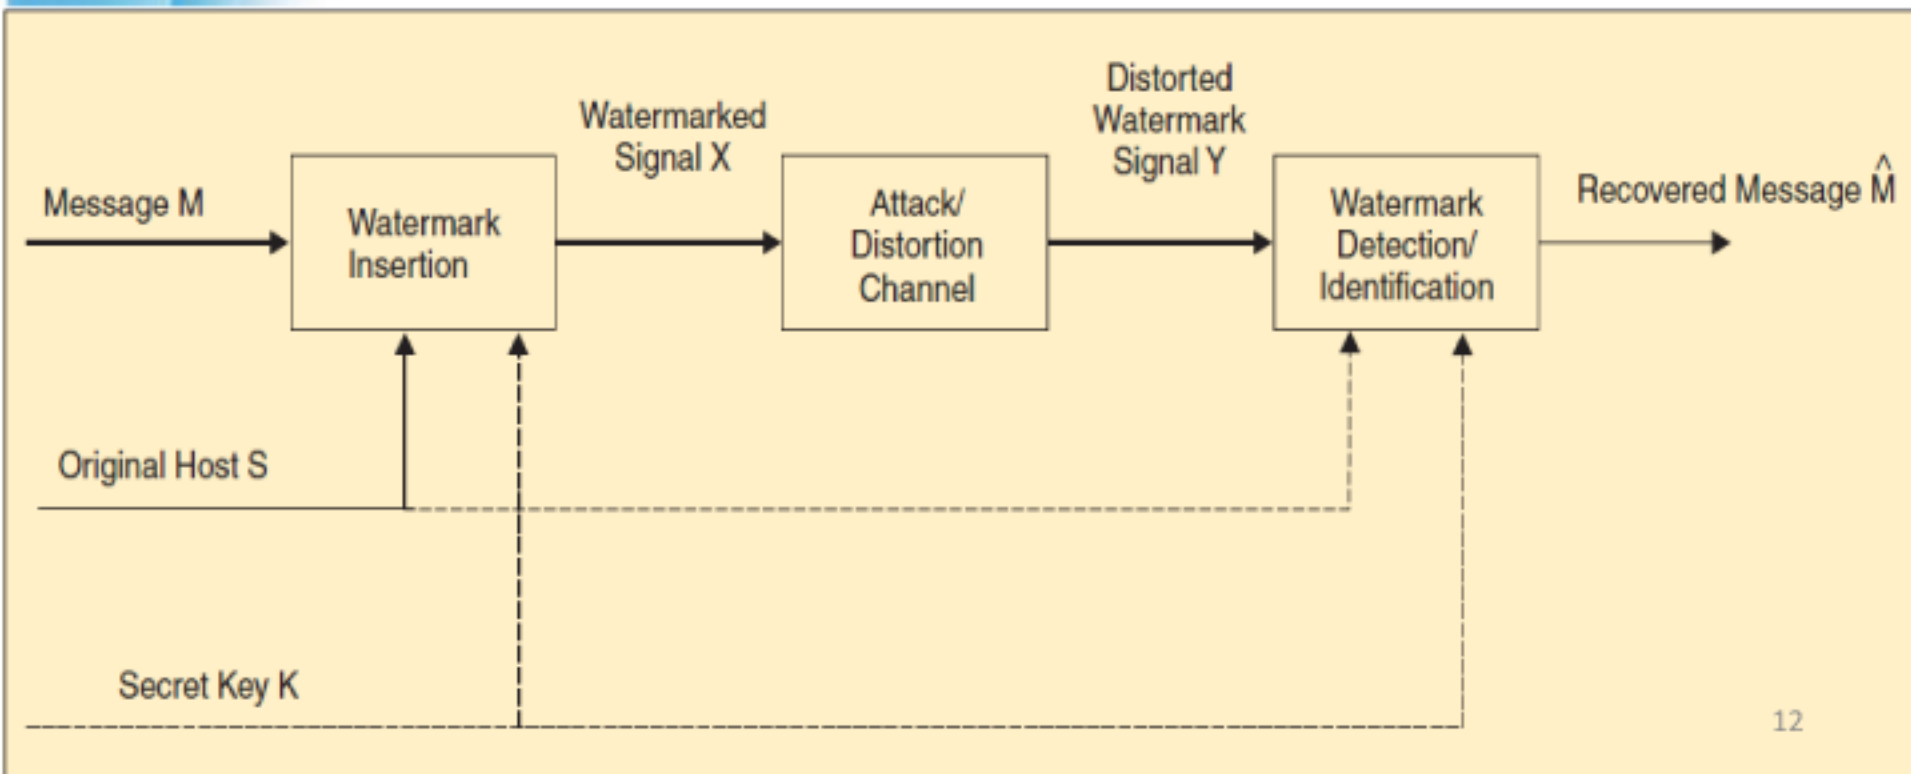 Message M
Watermark
Insertion
Watermarked
Signal X
Attack/
Distortion
Channel
Distorted
Watermark
Signal Y
Watermark
Detection/
Identification
Recovered Message M̂
Original Host S
Secret Key K
12